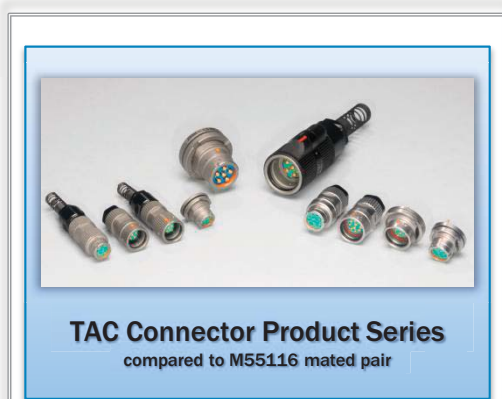 TAC Connector Product Series
compared to M55116 mated pair